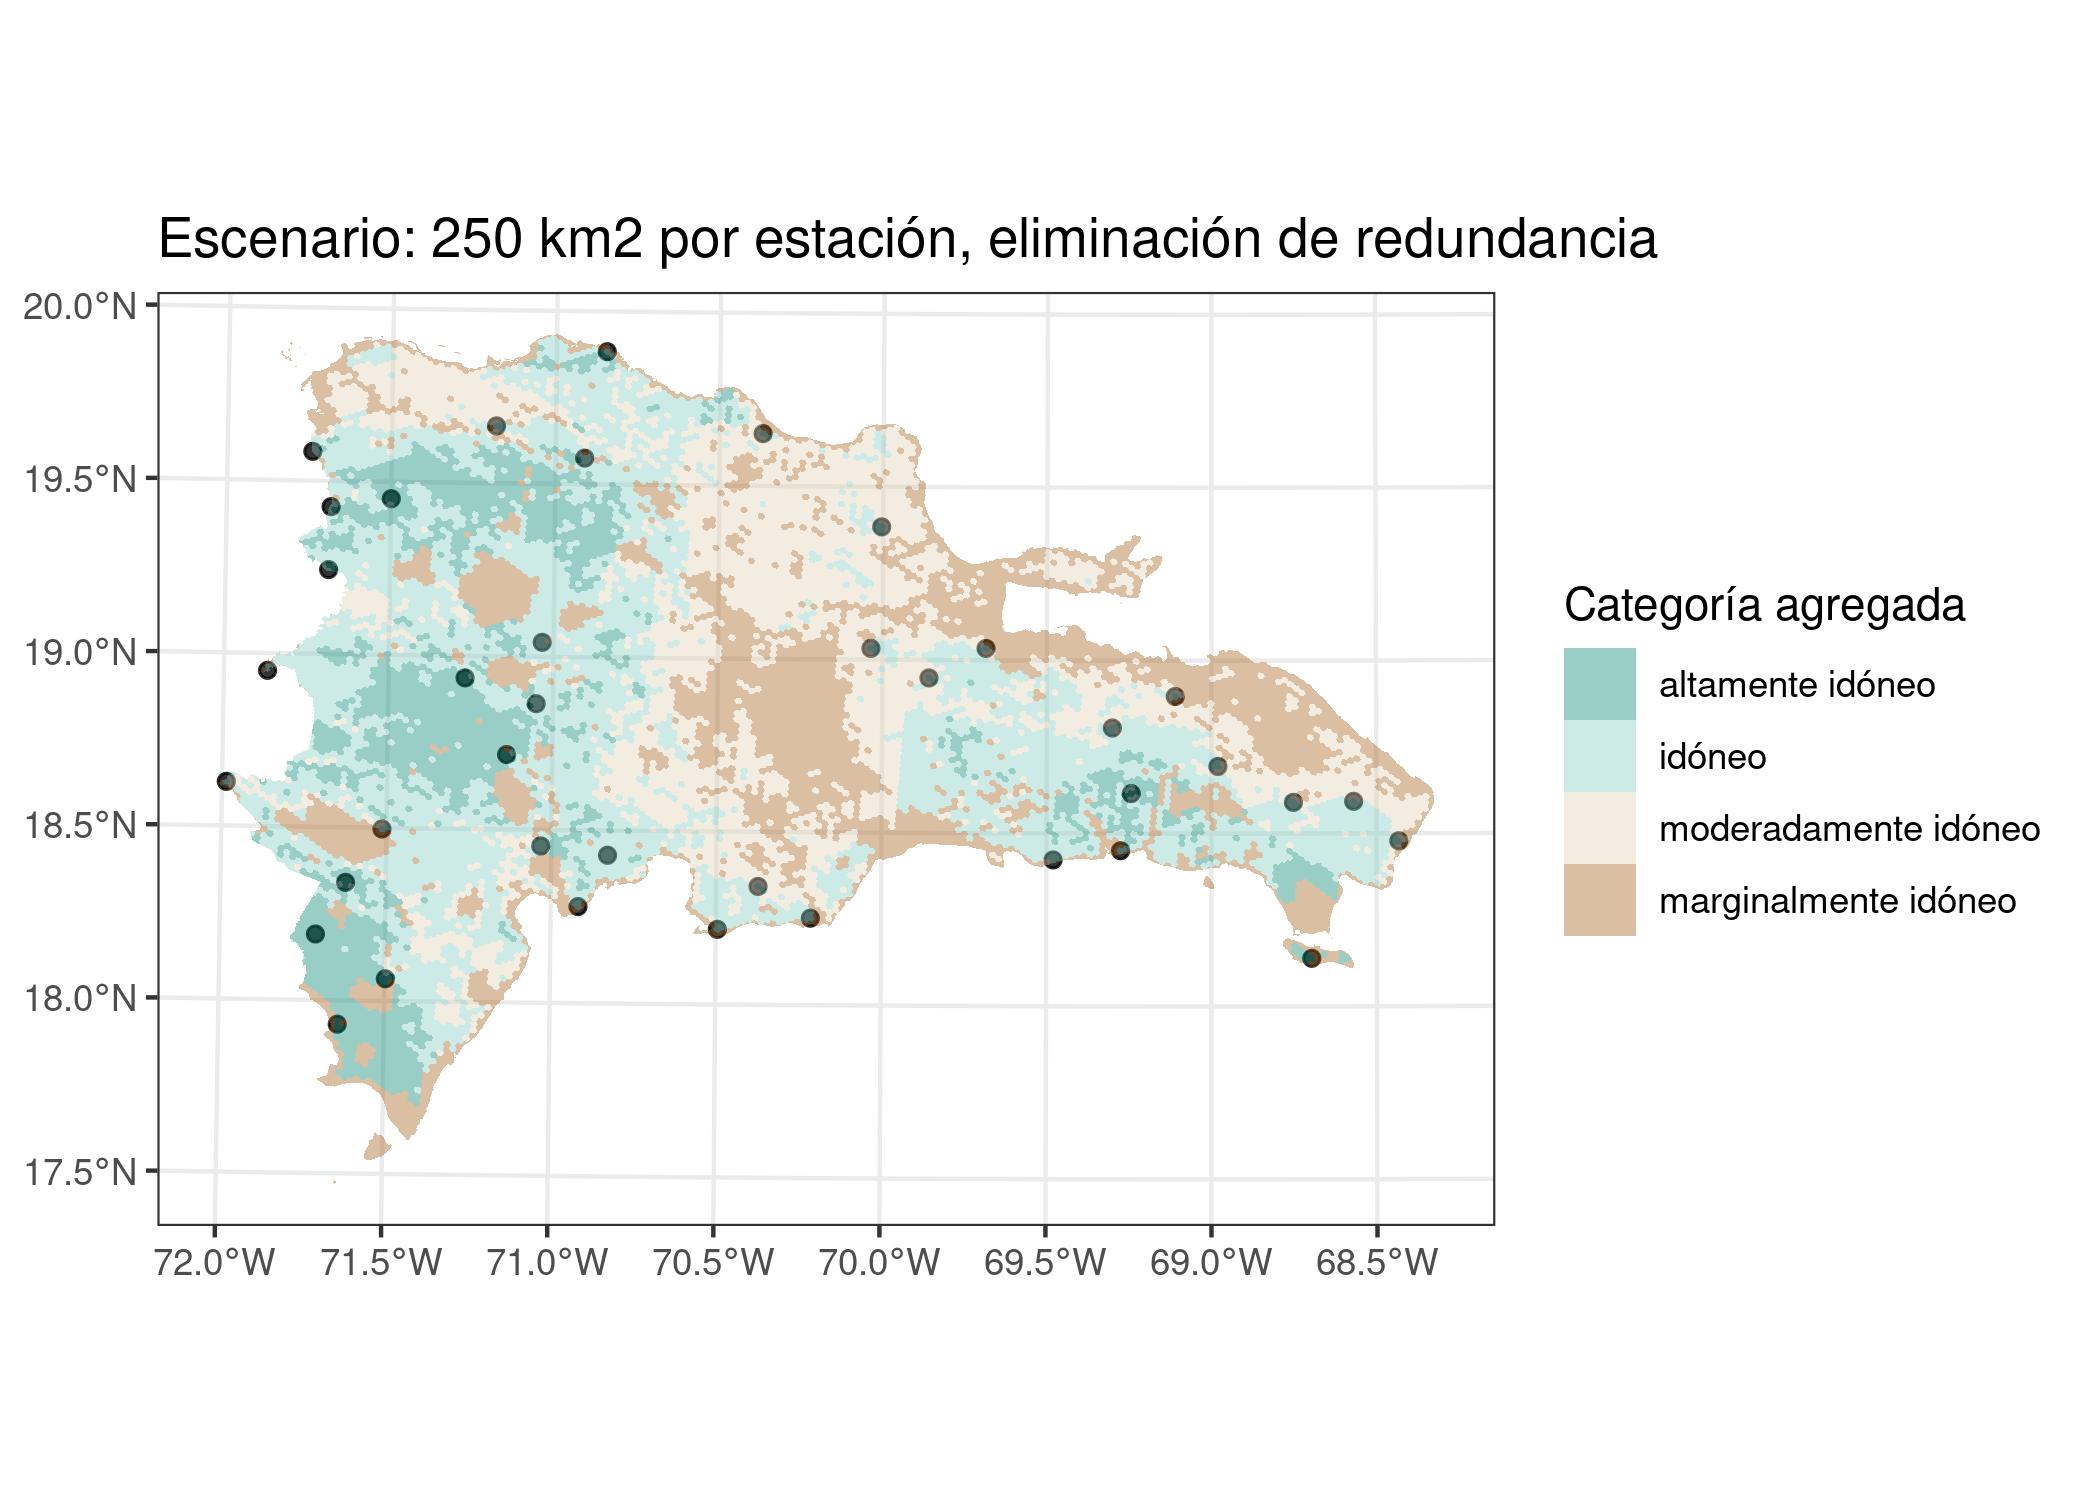 Escenario: 250 km2 por estación, eliminación de redundancia
20.0°N
19.5°N
19.0°N
18.5°N
18.0°N
17.5°N
72.0°W 71.5°W 71.0°W 70.5°W 70.0°W 69.5°W 69.0°W 68.5°W
Categoría agregada
altamente idóneo
idóneo
moderadamente idóneo
marginalmente idóneo